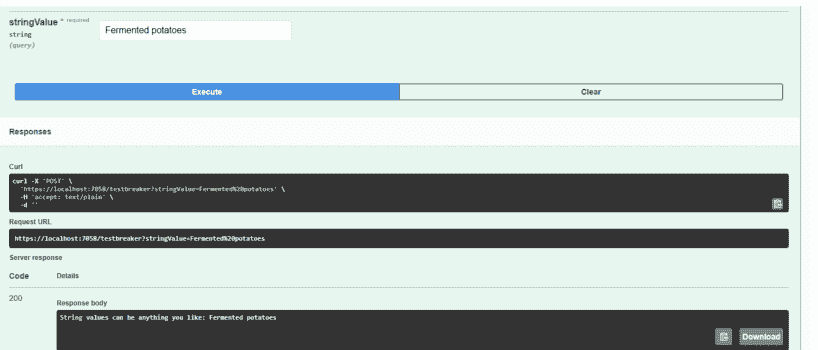 stringValue * required
string
(query)
Fermented potatoes
Execute
Clear
Responses
Curl
curl -X 'POST' \
'https://localhost:7058/testbreaker?stringValue=Fermented%20potatoes' \
-H 'accept: text/plain' \
-d ''
Request URL
https://localhost:7058/testbreaker?stringValue=Fermented%20potatoes
Server response
Code
Details
200
Response body
String values can be anything you like: Fermented potatoes
Download